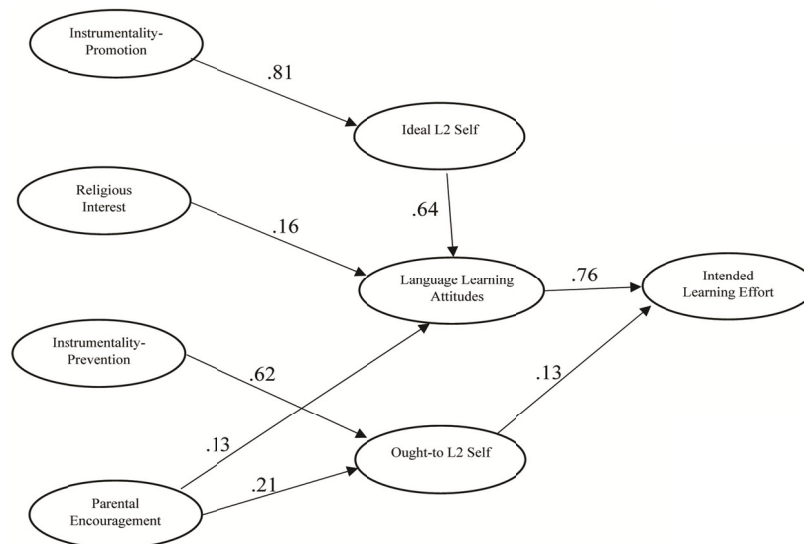 Instrumentality-
Promotion
.81
Ideal L2 Self
Religious
Interest
.64
.16
Language Learning
Attitudes
.76
Intended
Learning Effort
Instrumentality-
Prevention
.62
.13
.13
Ought-to L2 Self
.21
Parental
Encouragement